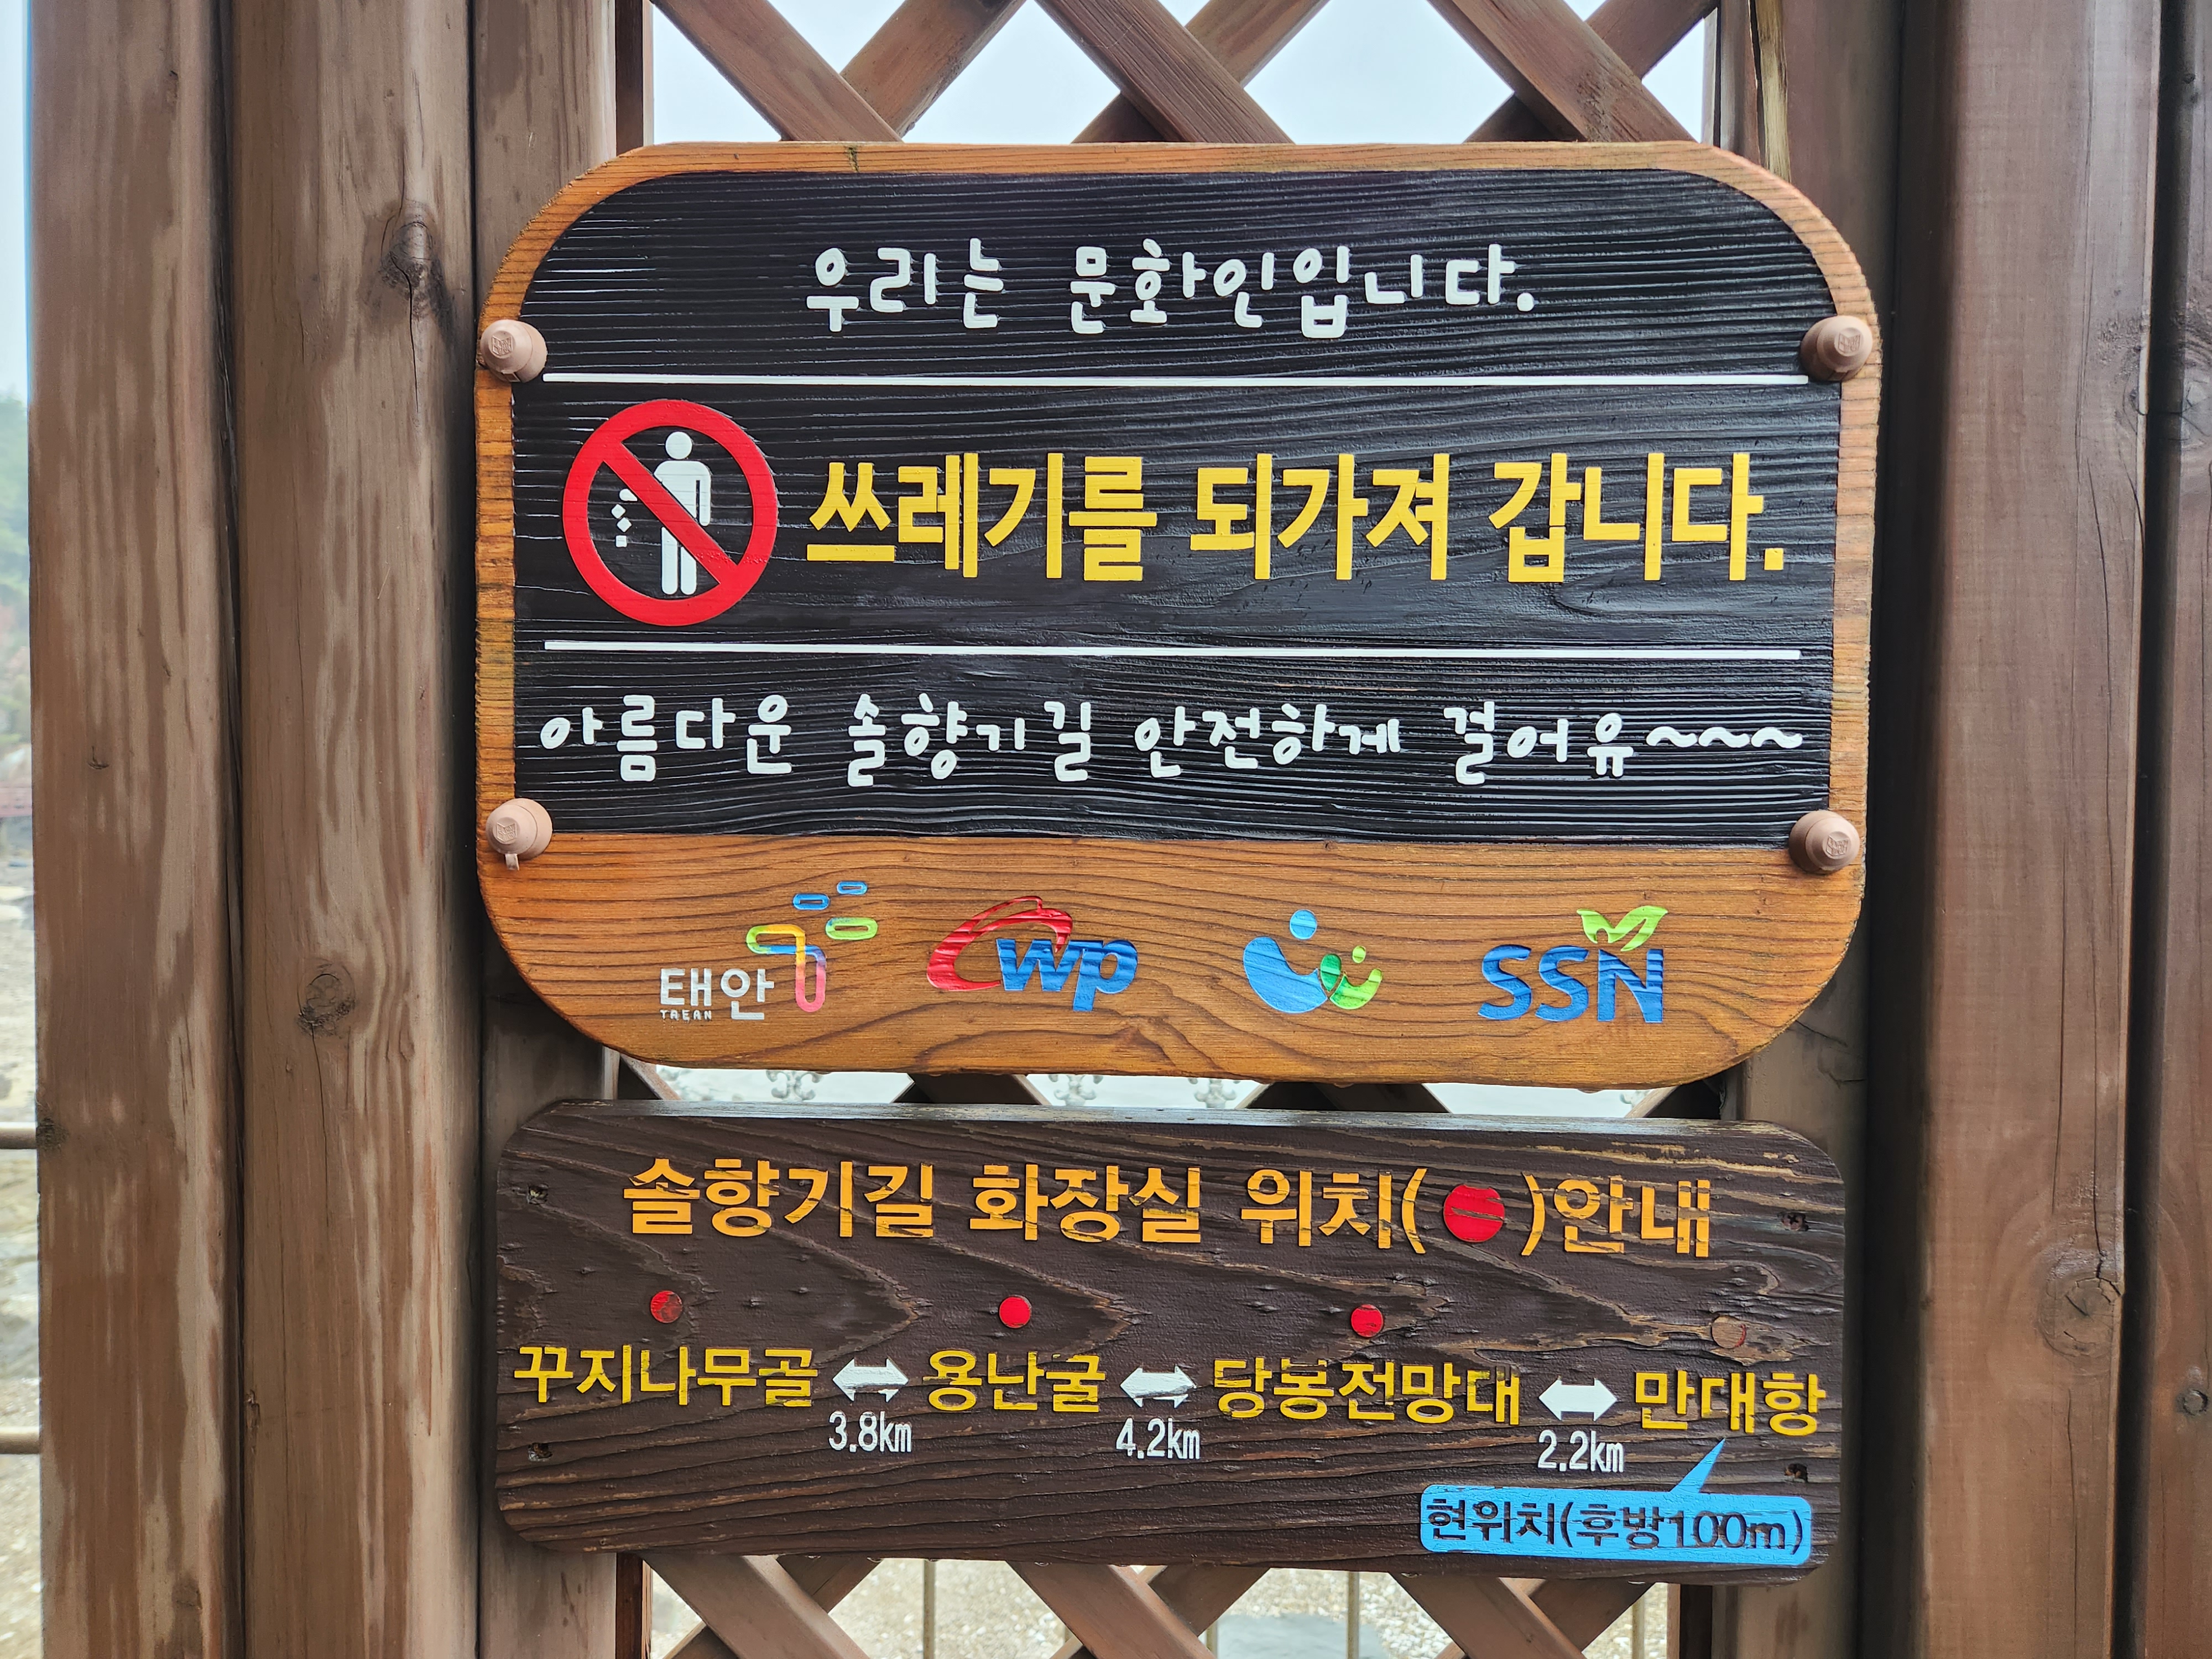 우리는 문화인입니다.
쓰레기를 되가져 갑니다.
아름다운 솔향기길 안전하게 걸어유~~~
태안
TAEAN
wp
SSN
솔향기길 화장실 위치(●)안내
꾸지나무골 ↔ 용난굴 ↔ 당봉전망대 ↔ 만대항
3.8km 4.2km 2.2km
현위치(후방100m)